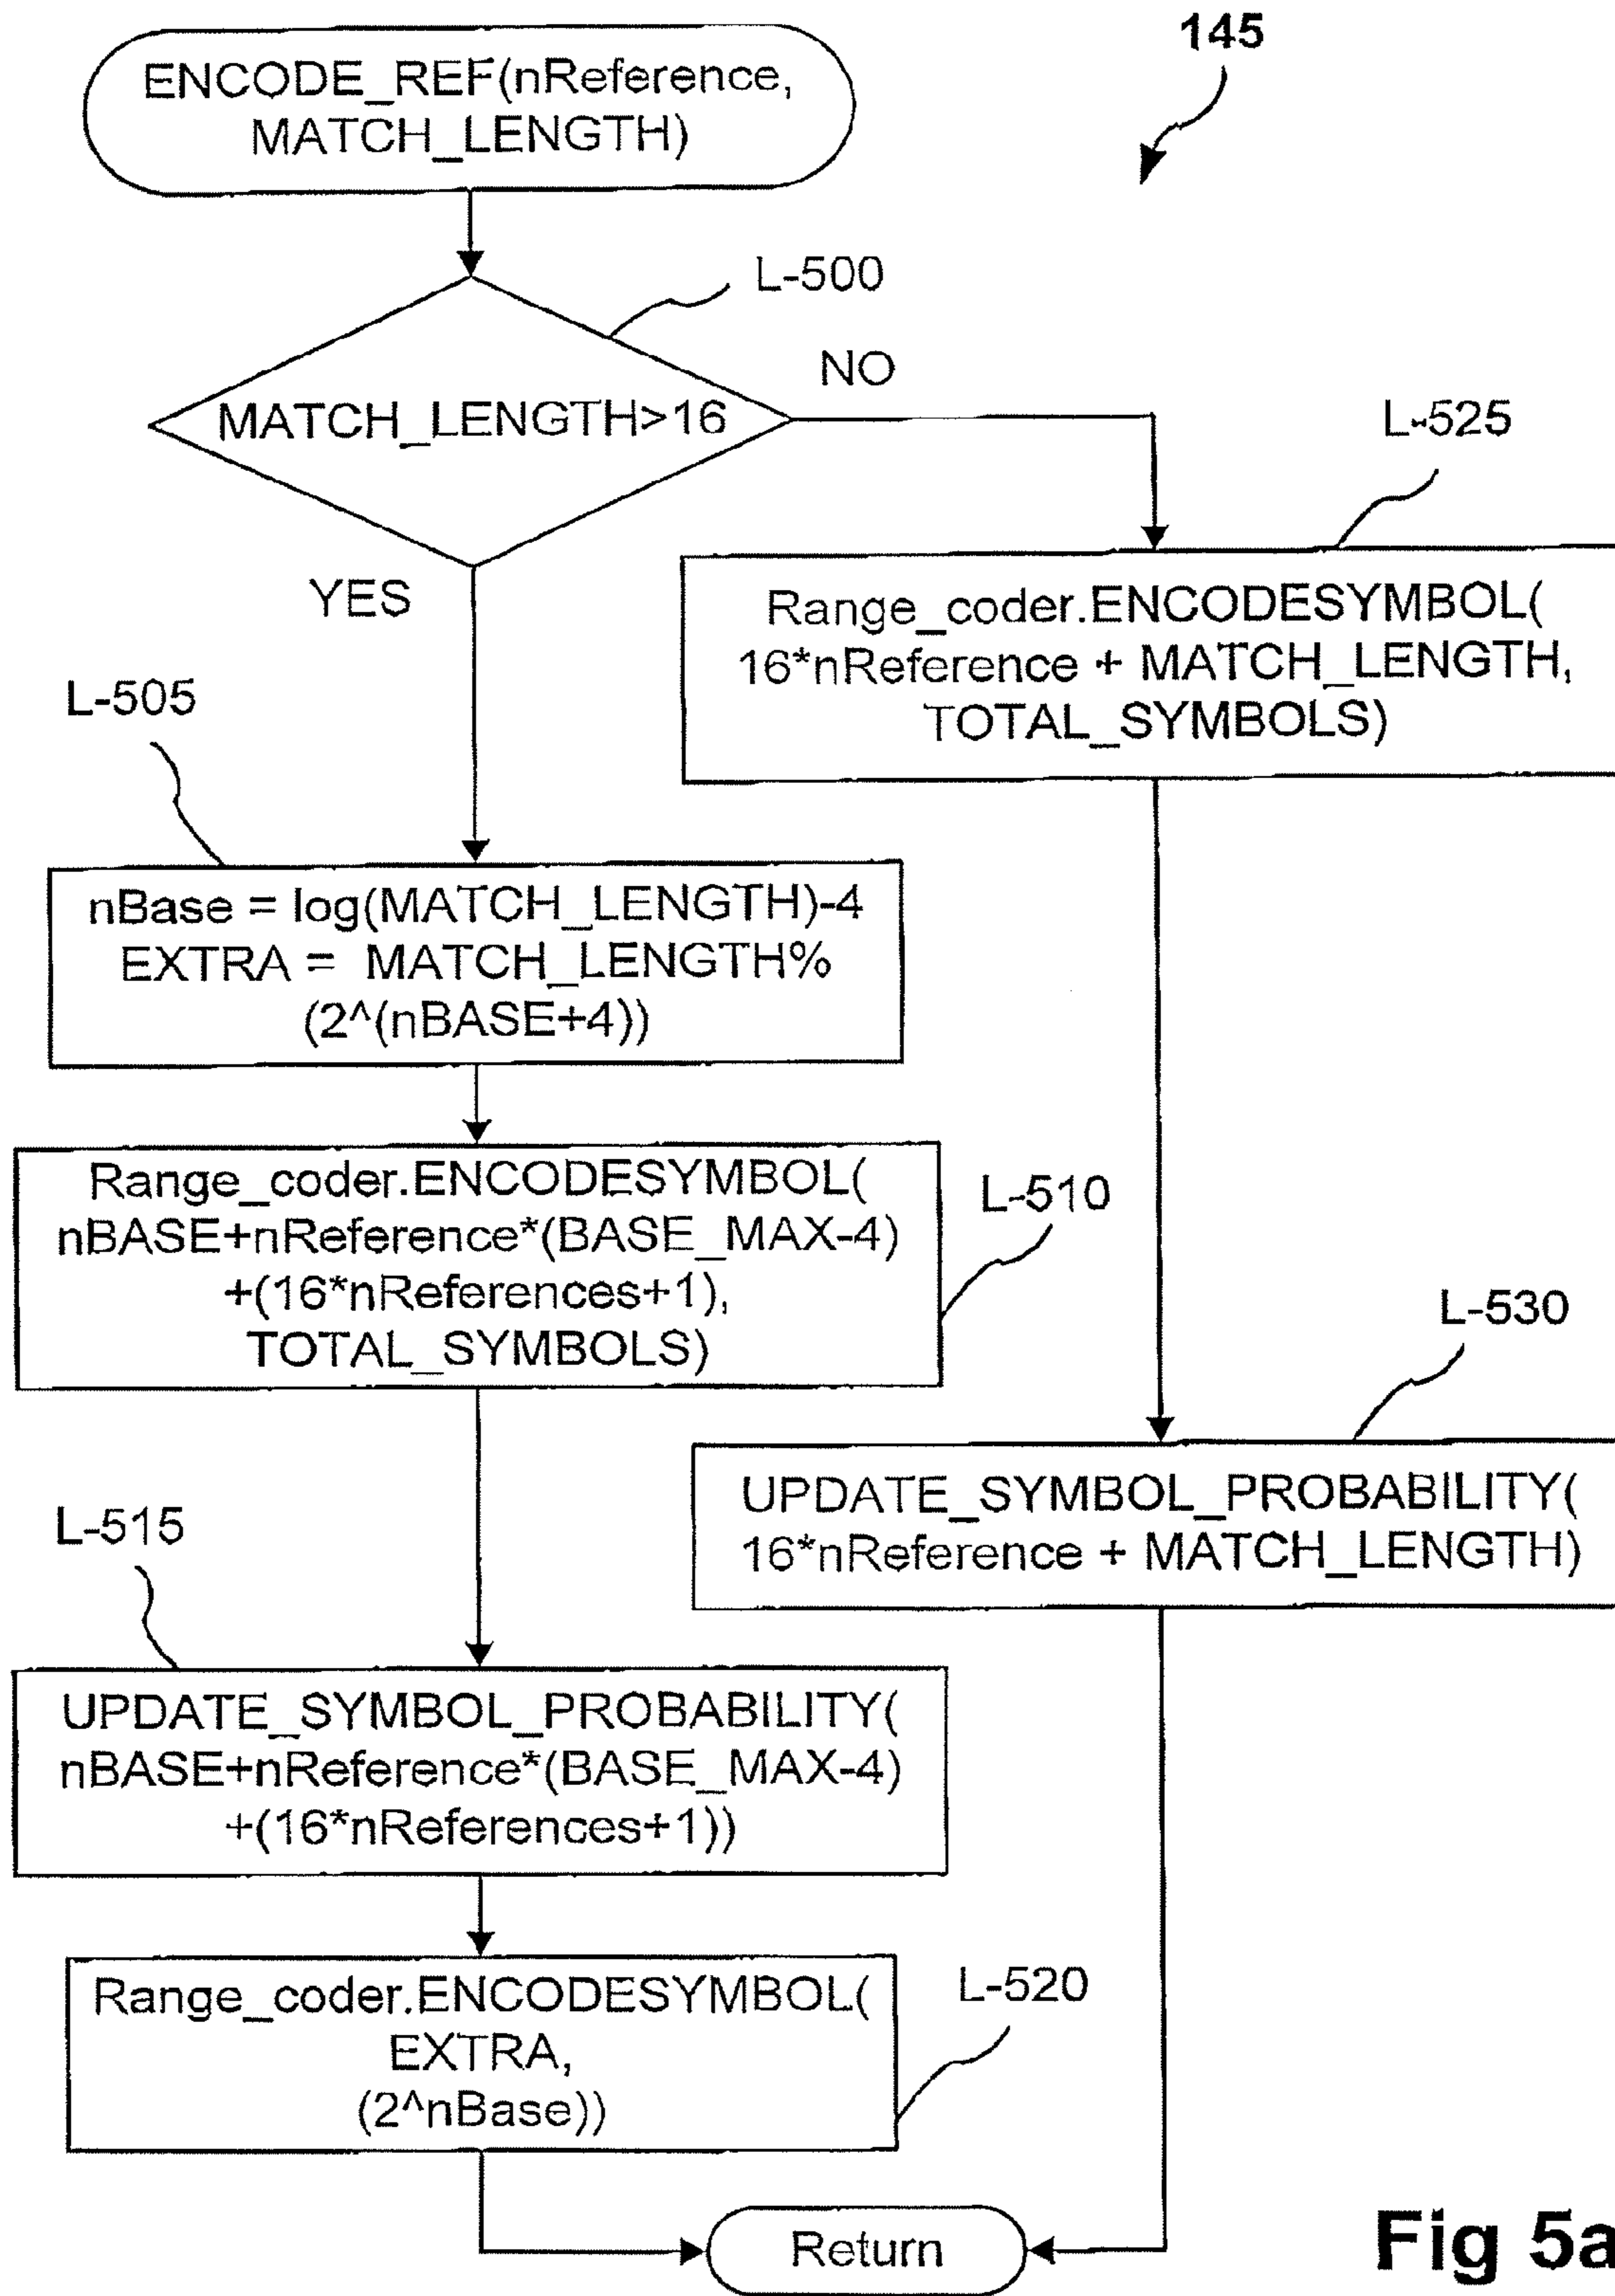 145
ENCODE_REF(nReference,
MATCH_LENGTH)
L-500
MATCH_LENGTH>16
NO
YES
L-525
Range_coder.ENCODESYMBOL(
16*nReference + MATCH_LENGTH,
TOTAL_SYMBOLS)
L-505
nBase = log(MATCH_LENGTH)-4
EXTRA = MATCH_LENGTH%
(2^(nBASE+4))
Range_coder.ENCODESYMBOL(
nBASE+nReference*(BASE_MAX-4)
+(16*nReferences+1),
TOTAL_SYMBOLS)
L-510
L-530
UPDATE_SYMBOL_PROBABILITY(
16*nReference + MATCH_LENGTH)
L-515
UPDATE_SYMBOL_PROBABILITY(
nBASE+nReference*(BASE_MAX-4)
+(16*nReferences+1))
Range_coder.ENCODESYMBOL(
EXTRA,
(2^nBase))
L-520
Return
Fig 5a